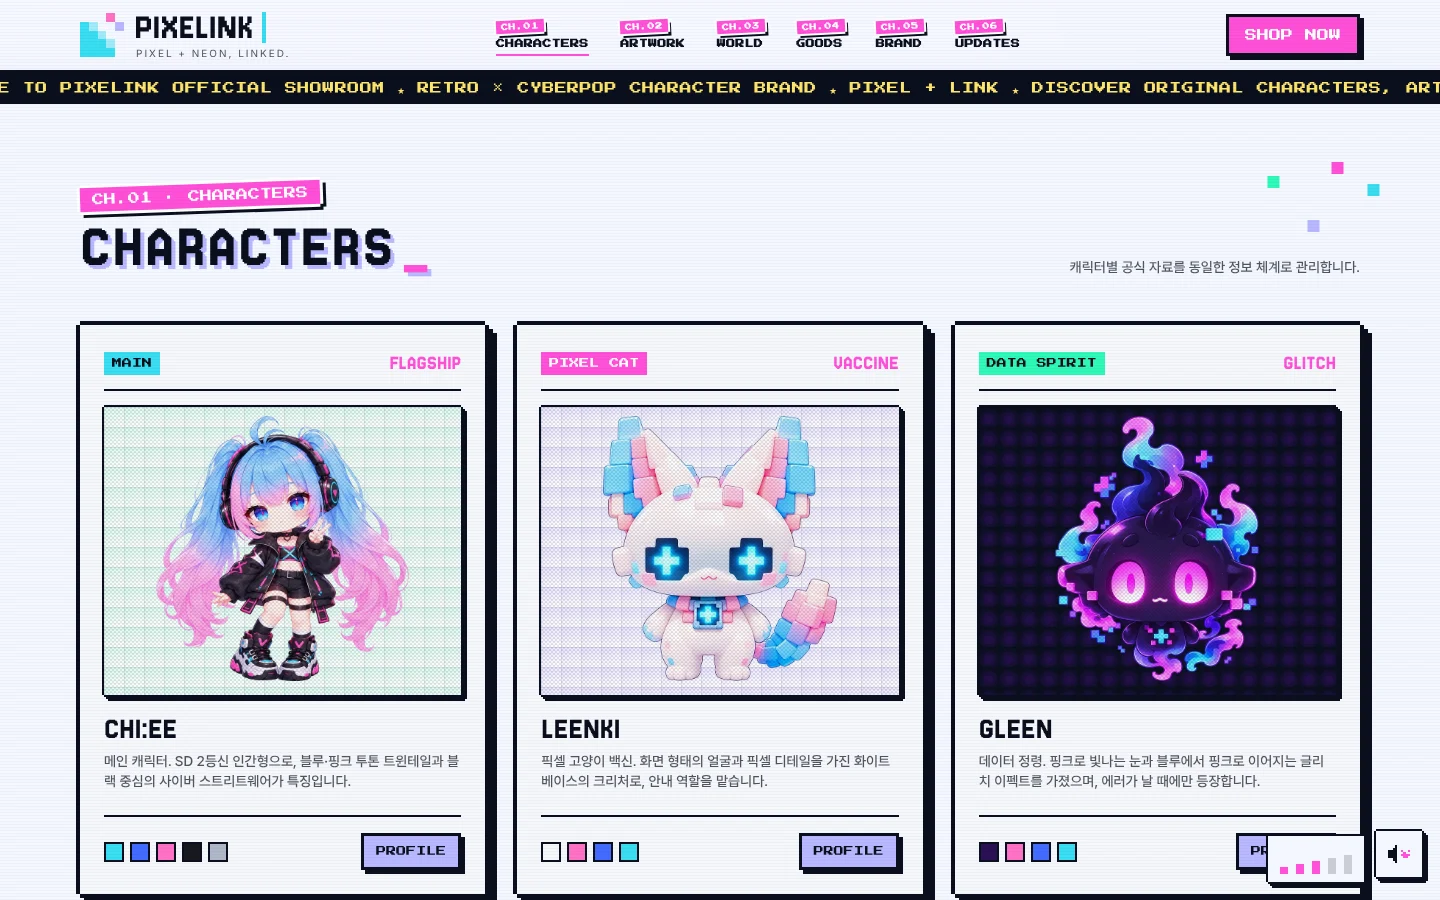 PIXELINK
PIXEL + NEON, LINKED.
CH.01
CHARACTERS
CH.02
ARTWORK
CH.03
WORLD
CH.04
GOODS
CH.05
BRAND
CH.06
UPDATES
SHOP NOW
E TO PIXELINK OFFICIAL SHOWROOM ★ RETRO × CYBERPOP CHARACTER BRAND ★ PIXEL + LINK ★ DISCOVER ORIGINAL CHARACTERS, ART
CH.01 · CHARACTERS
CHARACTERS_
캐릭터별 공식 자료를 동일한 정보 체계로 관리합니다.
MAIN
FLAGSHIP
CHI:EE
메인 캐릭터. SD 2등신 인간형으로, 블루·핑크 투톤 트윈테일과 블
랙 중심의 사이버 스트리트웨어가 특징입니다.
PROFILE
PIXEL CAT
VACCINE
LEENKI
픽셀 고양이 백신. 화면 형태의 얼굴과 픽셀 디테일을 가진 화이트
베이스의 크리처로, 안내 역할을 맡습니다.
PROFILE
DATA SPIRIT
GLITCH
GLEEN
데이터 정령. 핑크로 빛나는 눈과 블루에서 핑크로 이어지는 글리
치 이펙트를 가졌으며, 에러가 날 때에만 등장합니다.